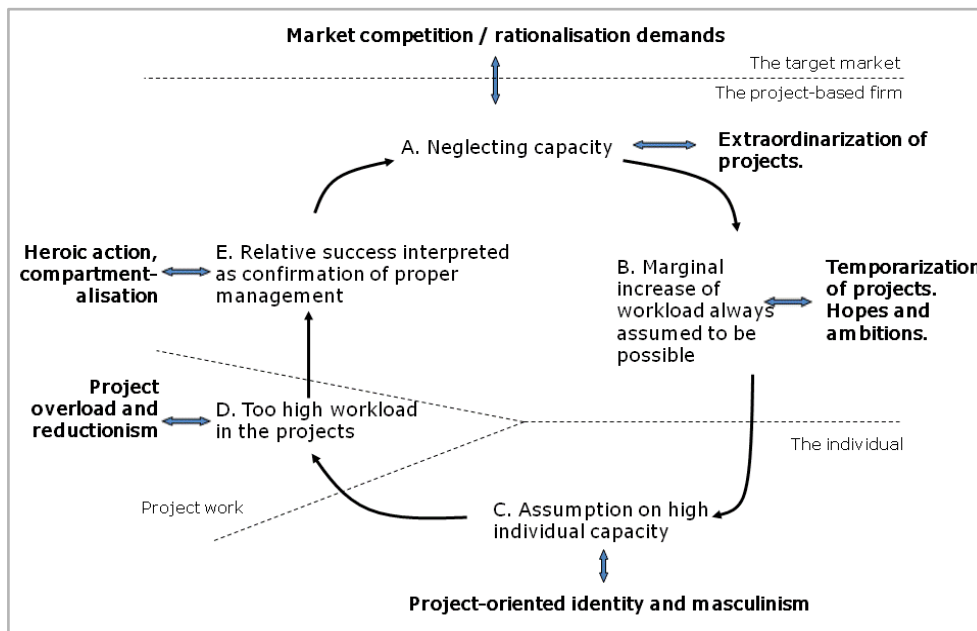 Market competition / rationalisation demands
The target market
The project-based firm
A. Neglecting capacity
Extraordinarization of
projects.
Heroic action,
compartment-
alisation
E. Relative success interpreted
as confirmation of proper
management
B. Marginal
increase of
workload always
assumed to be
possible
Temporarization
of projects.
Hopes and
ambitions.
Project
overload and
reductionism
D. Too high workload
in the projects
The individual
Project work
C. Assumption on high
individual capacity
Project-oriented identity and masculinism